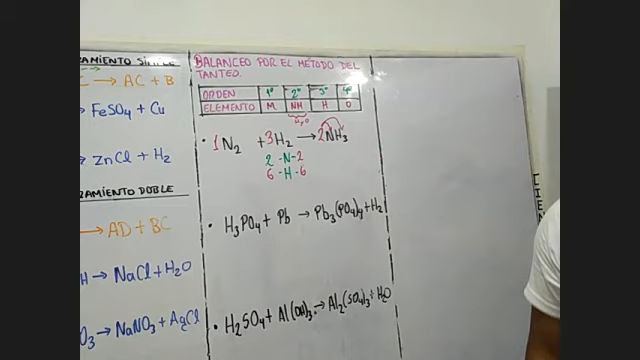 RAMIENTO SIMPLE
C → AC + B
FeSO4 + Cu
ZnCl + H2
RAMIENTO DOBLE
→ AD + BC
H → NaCl + H2O
O3 → NaNO3 + AgCl
BALANCEO POR EL MÉTODO DEL
TANTEO.
ORDEN 1° 2° 3° 4°
ELEMENTO M NH H O
1N2 + 3H2 → 2NH3
2 -N- 2
6 -H- 6
• H3PO4 + Pb → Pb3(PO4)4 + H2
• H2SO4 + Al(OH)3 → Al2(SO4)3 + H2O